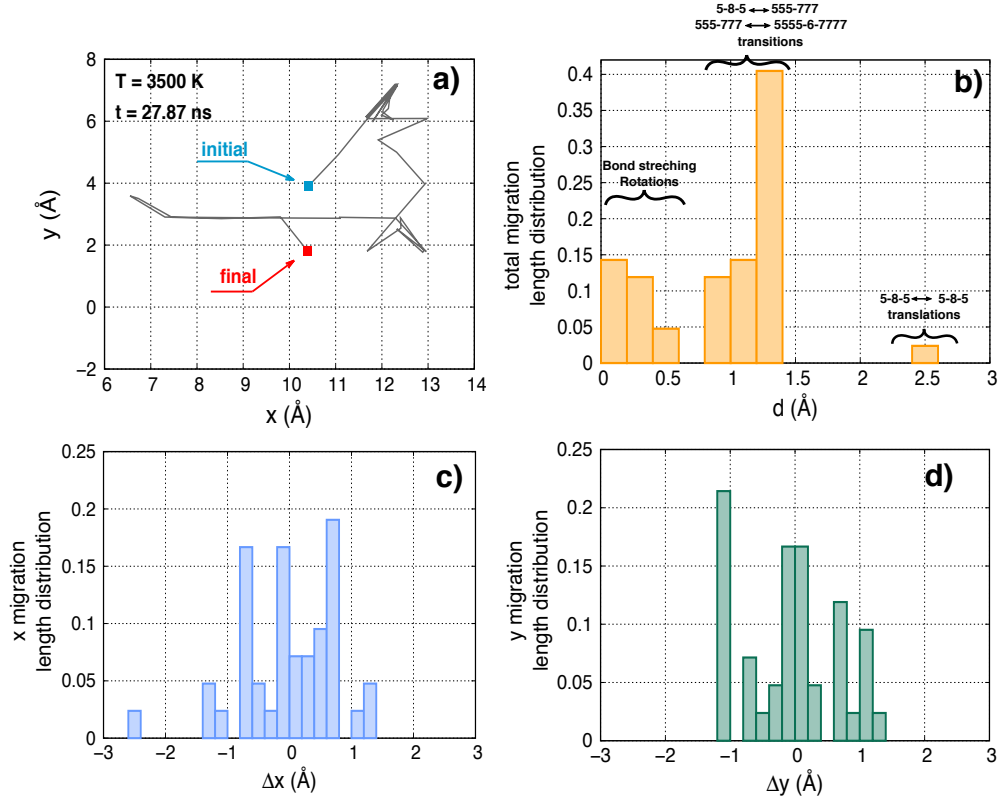 a)
T = 3500 K
t = 27.87 ns
initial
final
8
6
4
2
0
−2
y (Å)
6 7 8 9 10 11 12 13 14
x (Å)
5-8-5 555-777
555-777 5555-6-7777
transitions
b)
Bond streching
Rotations
5-8-5 5-8-5
translations
0.4
0.35
0.3
0.25
0.2
0.15
0.1
0.05
0
total migration
length distribution
0 0.5 1 1.5 2 2.5 3
d (Å)
c)
0.25
0.2
0.15
0.1
0.05
0
x migration
length distribution
−3 −2 −1 0 1 2 3
Δx (Å)
d)
0.25
0.2
0.15
0.1
0.05
0
y migration
length distribution
−3 −2 −1 0 1 2 3
Δy (Å)